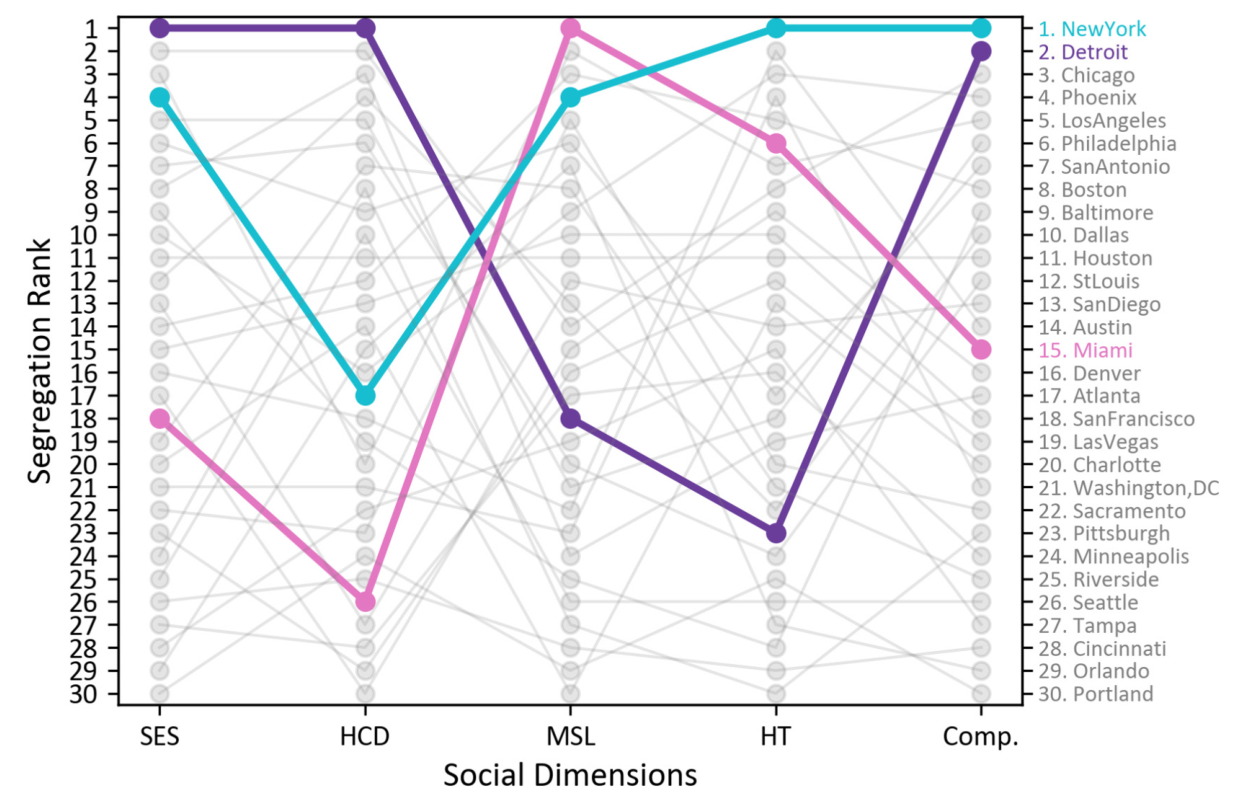 Segregation Rank
1
2
3
4
5
6
7
8
9
10
11
12
13
14
15
16
17
18
19
20
21
22
23
24
25
26
27
28
29
30
1. NewYork
2. Detroit
3. Chicago
4. Phoenix
5. LosAngeles
6. Philadelphia
7. SanAntonio
8. Boston
9. Baltimore
10. Dallas
11. Houston
12. StLouis
13. SanDiego
14. Austin
15. Miami
16. Denver
17. Atlanta
18. SanFrancisco
19. LasVegas
20. Charlotte
21. Washington,DC
22. Sacramento
23. Pittsburgh
24. Minneapolis
25. Riverside
26. Seattle
27. Tampa
28. Cincinnati
29. Orlando
30. Portland
SES HCD MSL HT Comp.
Social Dimensions